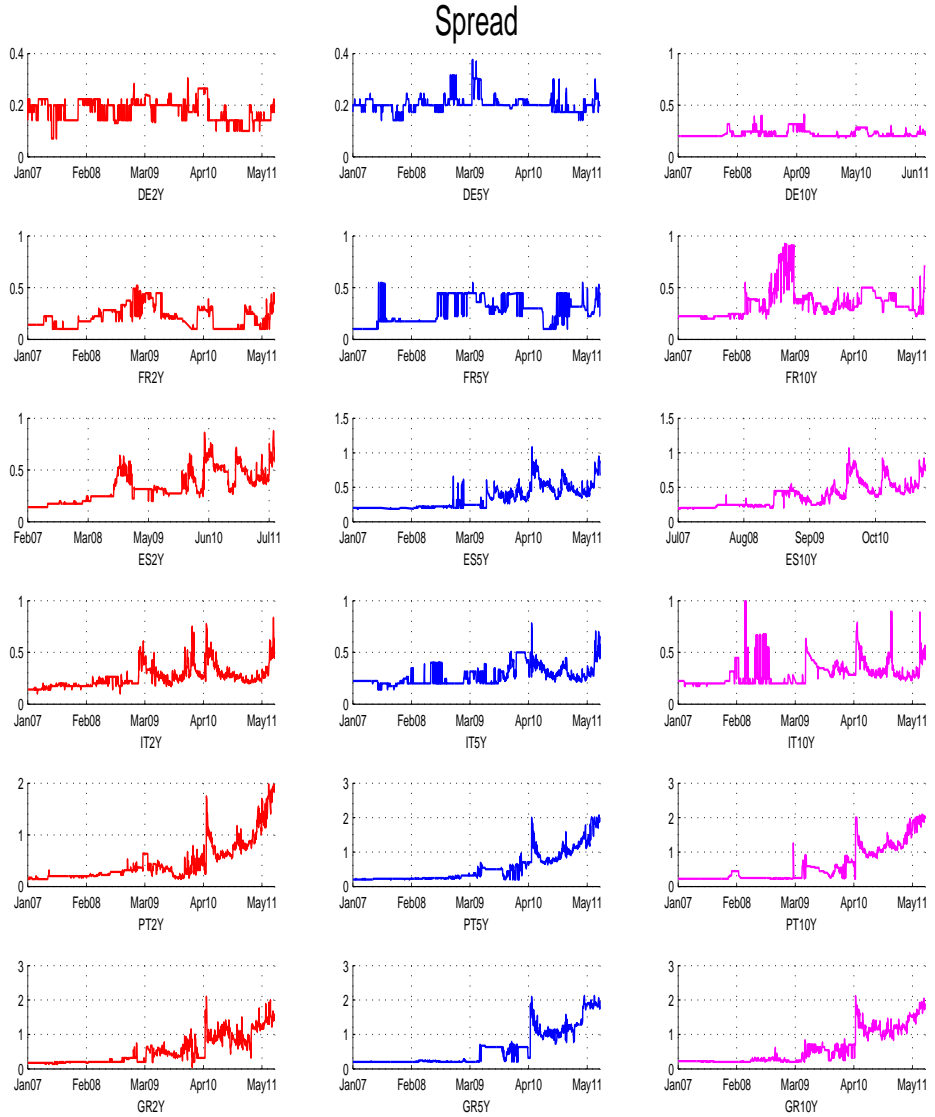 Spread
0.4
0.2
0
Jan07 Feb08 Mar09 Apr10 May11
DE2Y
0.4
0.2
0
Jan07 Feb08 Mar09 Apr10 May11
DE5Y
1
0.5
0
Jan07 Feb08 Apr09 May10 Jun11
DE10Y
1
0.5
0
Jan07 Feb08 Mar09 Apr10 May11
FR2Y
1
0.5
0
Jan07 Feb08 Mar09 Apr10 May11
FR5Y
1
0.5
0
Jan07 Feb08 Mar09 Apr10 May11
FR10Y
1
0.5
0
Feb07 Mar08 May09 Jun10 Jul11
ES2Y
1.5
1
0.5
0
Jan07 Feb08 Mar09 Apr10 May11
ES5Y
1.5
1
0.5
0
Jul07 Aug08 Sep09 Oct10
ES10Y
1
0.5
0
Jan07 Feb08 Mar09 Apr10 May11
IT2Y
1
0.5
0
Jan07 Feb08 Mar09 Apr10 May11
IT5Y
1
0.5
0
Jan07 Feb08 Mar09 Apr10 May11
IT10Y
2
1
0
Jan07 Feb08 Mar09 Apr10 May11
PT2Y
3
2
1
0
Jan07 Feb08 Mar09 Apr10 May11
PT5Y
3
2
1
0
Jan07 Feb08 Mar09 Apr10 May11
PT10Y
3
2
1
0
Jan07 Feb08 Mar09 Apr10 May11
GR2Y
3
2
1
0
Jan07 Feb08 Mar09 Apr10 May11
GR5Y
3
2
1
0
Jan07 Feb08 Mar09 Apr10 May11
GR10Y